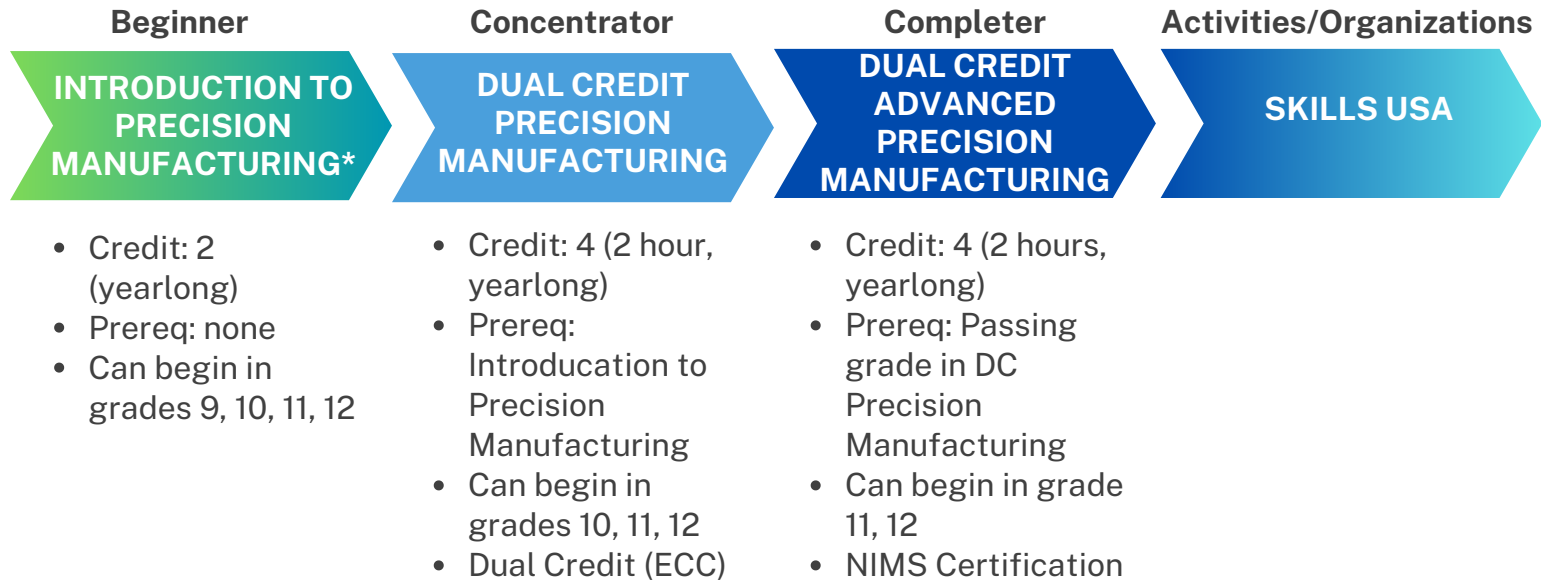 Beginner
INTRODUCTION TO
PRECISION
MANUFACTURING*
• Credit: 2
(yearlong)
• Prereq: none
• Can begin in
grades 9, 10, 11, 12
Concentrator
DUAL CREDIT
PRECISION
MANUFACTURING
• Credit: 4 (2 hour,
yearlong)
• Prereq:
Introducation to
Precision
Manufacturing
• Can begin in
grades 10, 11, 12
• Dual Credit (ECC)
Completer
DUAL CREDIT
ADVANCED
PRECISION
MANUFACTURING
• Credit: 4 (2 hours,
yearlong)
• Prereq: Passing
grade in DC
Precision
Manufacturing
• Can begin in grade
11, 12
• NIMS Certification
Activities/Organizations
SKILLS USA